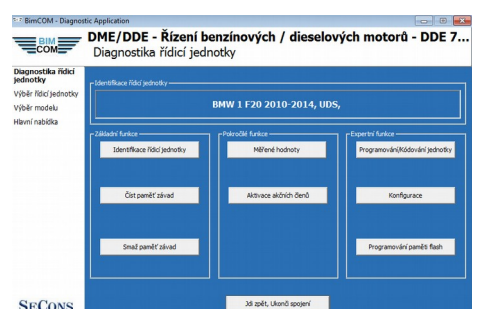 BimCOM - Diagnostic Application
BIM
COM
DME/DDE - Řízení benzínových / dieselových motorů - DDE 7...
Diagnostika řídicí jednotky
Diagnostika řídicí
jednotky
Výběr řídicí jednotky
Výběr modelu
Hlavní nabídka
Identifikace řídicí jednotky
BMW 1 F20 2010-2014, UDS,
Základní funkce
Identifikace řídicí jednotky
Číst paměť závad
Smaž paměť závad
Pokročilé funkce
Měřené hodnoty
Aktivace akčních členů
Expertní funkce
Programování/Kódování jednotky
Konfigurace
Programování paměti flash
Jdi zpět, Ukonči spojení
SECONS